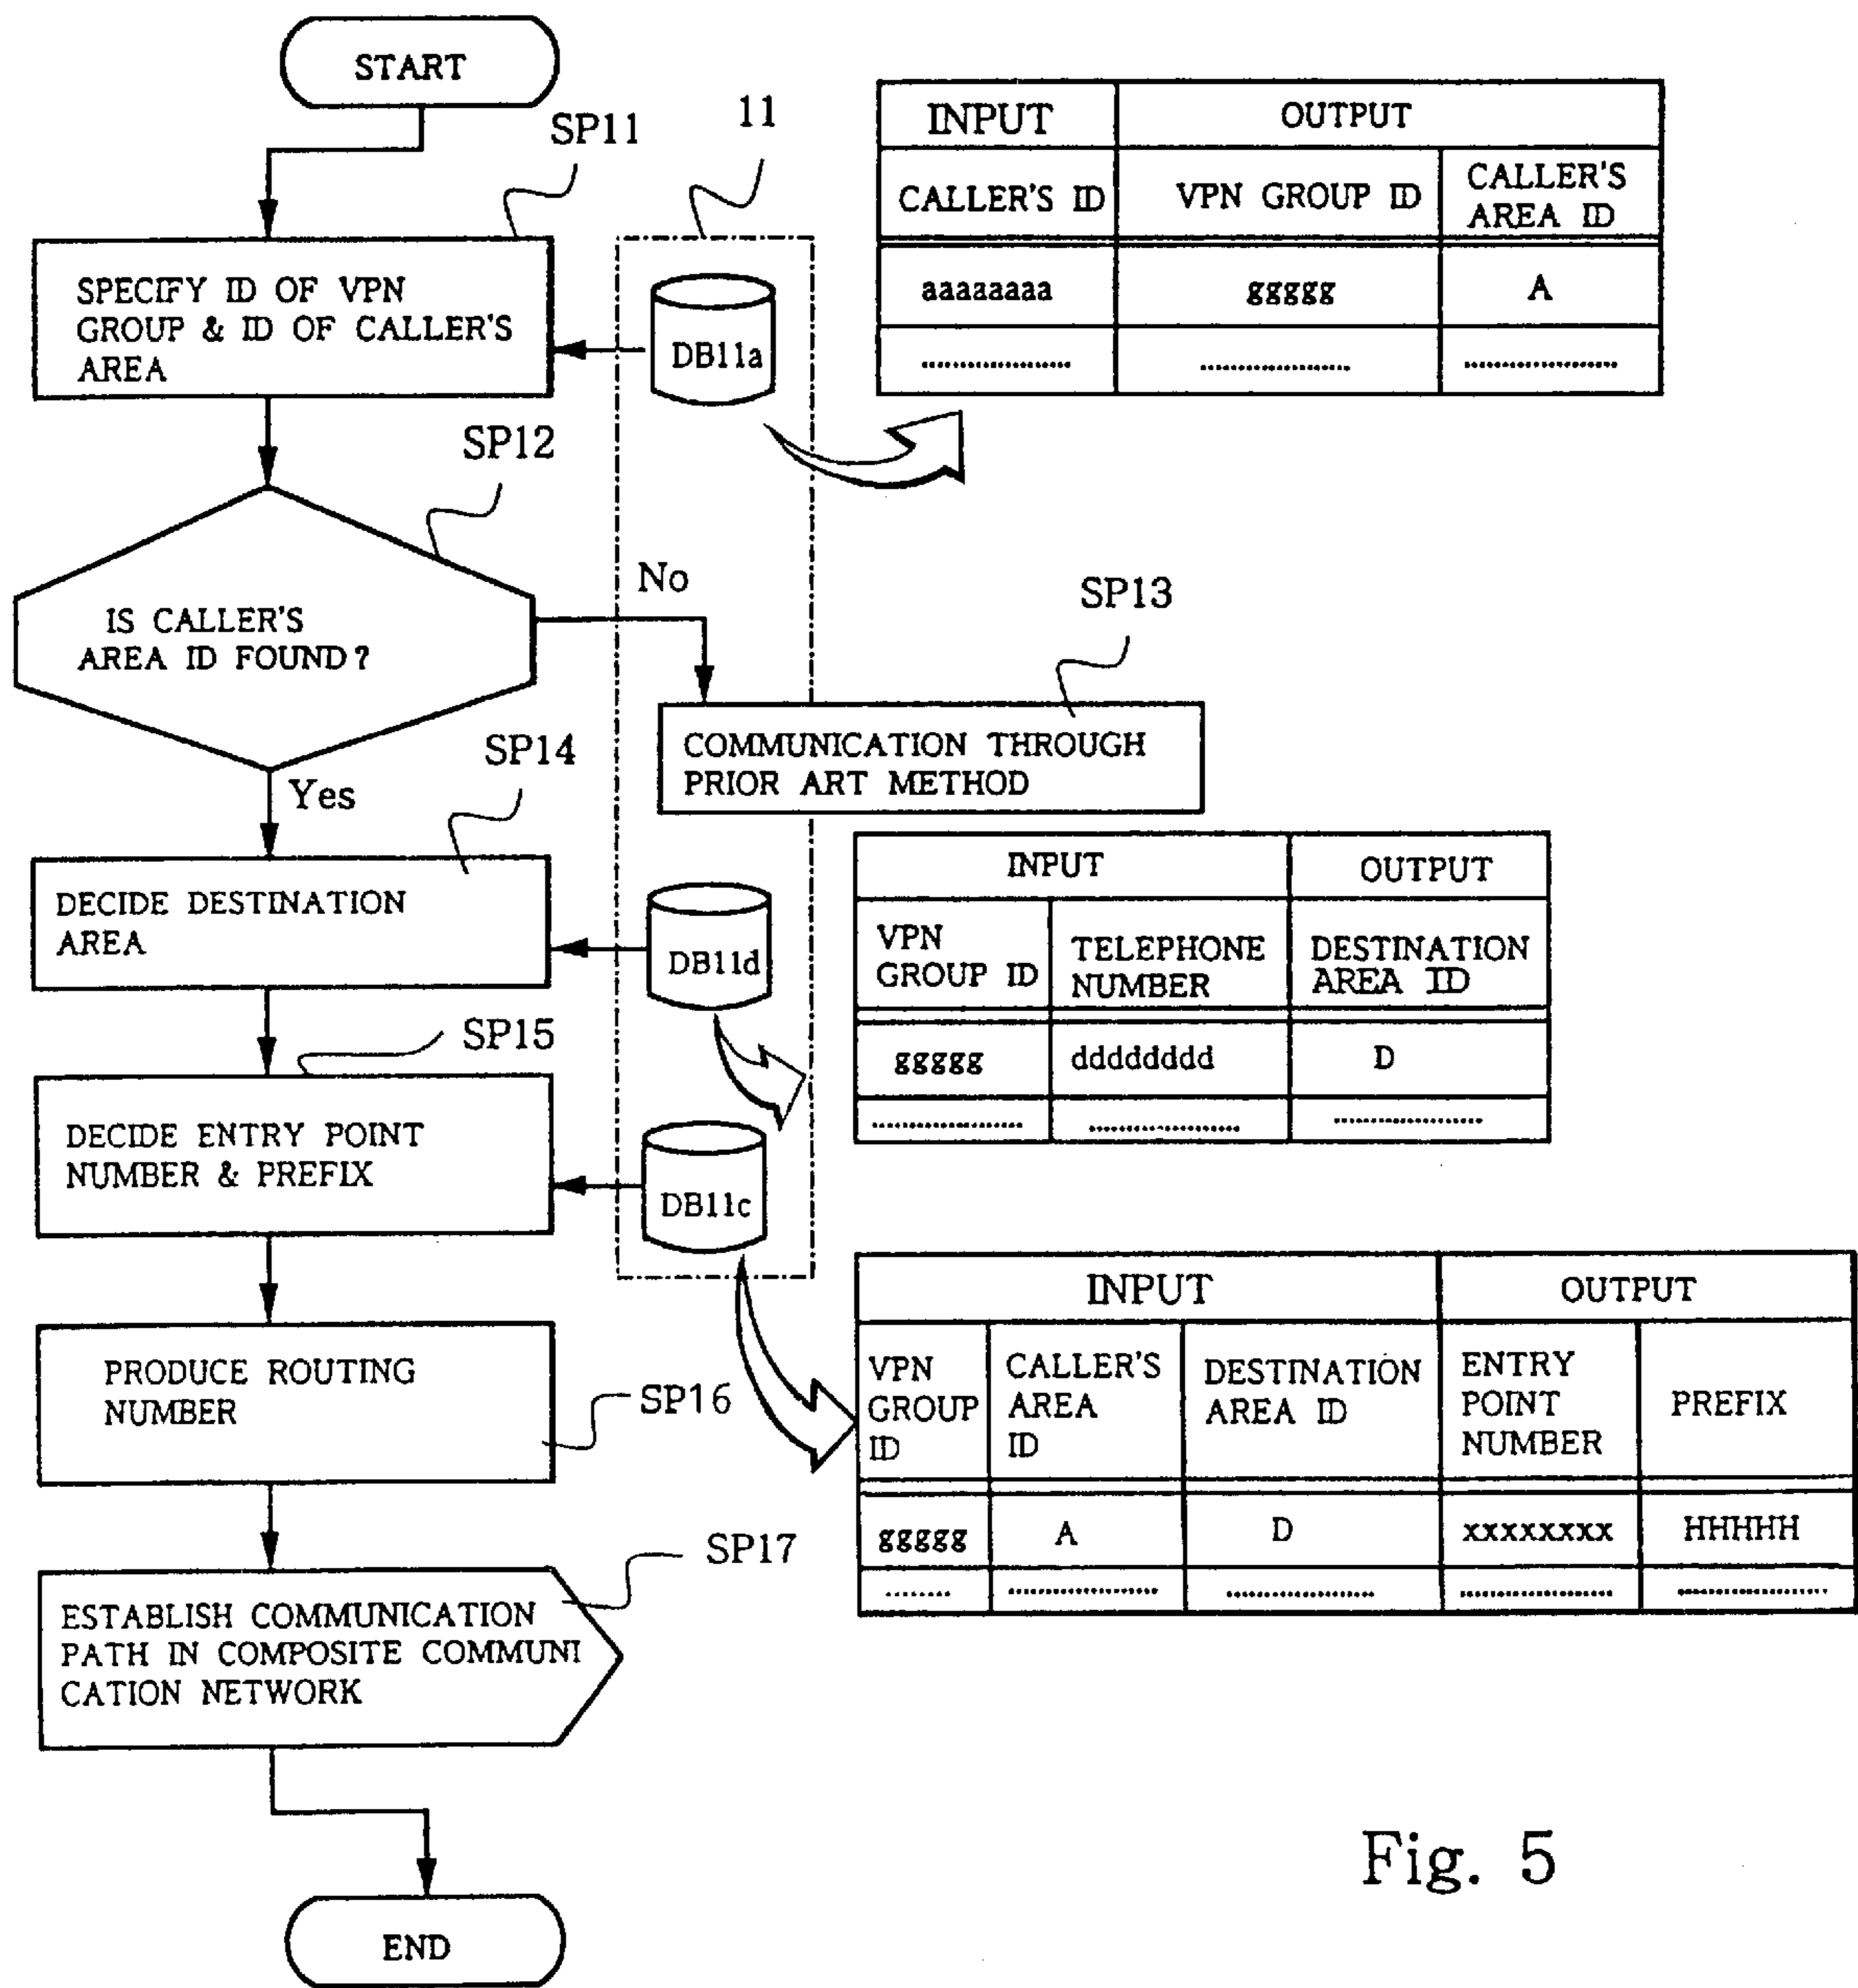 START
SP11
11
SPECIFY ID OF VPN
GROUP & ID OF CALLER'S
AREA
DB11a
INPUT OUTPUT
CALLER'S ID VPN GROUP ID CALLER'S
AREA ID
aaaaaaaa ggggg A
.................. .................. ..................
SP12
IS CALLER'S
AREA ID FOUND?
No
Yes
SP13
COMMUNICATION THROUGH
PRIOR ART METHOD
SP14
DECIDE DESTINATION
AREA
DB11d
INPUT OUTPUT
VPN
GROUP ID
TELEPHONE
NUMBER
DESTINATION
AREA ID
ggggg dddddddd D
.................. .................. ..................
SP15
DECIDE ENTRY POINT
NUMBER & PREFIX
DB11c
INPUT OUTPUT
VPN
GROUP
ID
CALLER'S
AREA
ID
DESTINATION
AREA ID
ENTRY
POINT
NUMBER
PREFIX
ggggg A D xxxxxxxx HHHHH
........ .................. .................. .................. ..................
PRODUCE ROUTING
NUMBER
SP16
SP17
ESTABLISH COMMUNICATION
PATH IN COMPOSITE COMMUNI
CATION NETWORK
END
Fig. 5